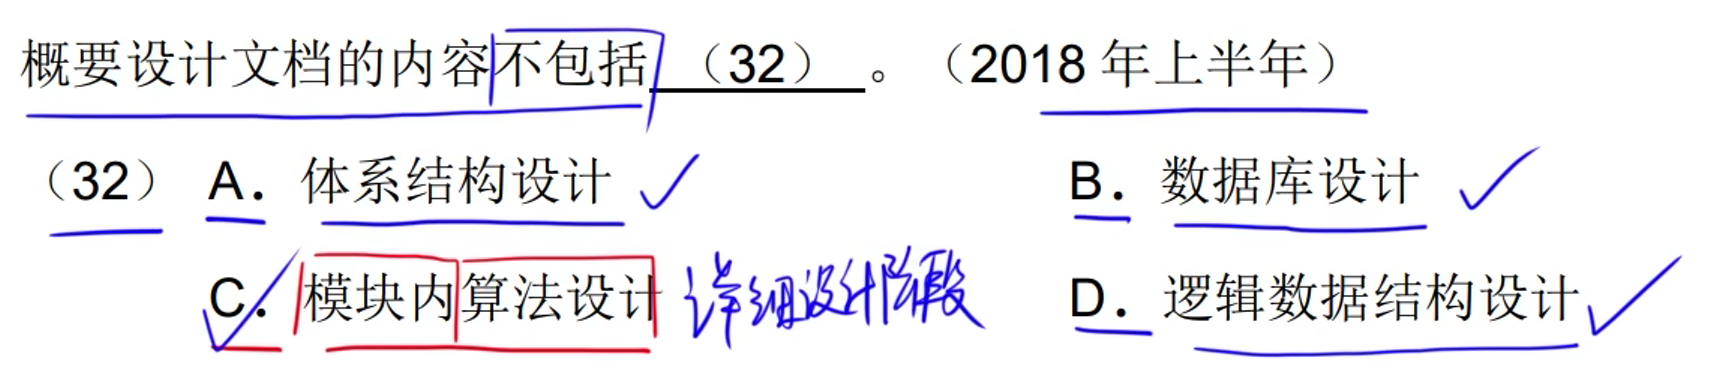 概要设计文档的内容不包括（32）。（2018 年上半年）
（32） A．体系结构设计 B．数据库设计
C．模块内算法设计 详细设计阶段 D．逻辑数据结构设计